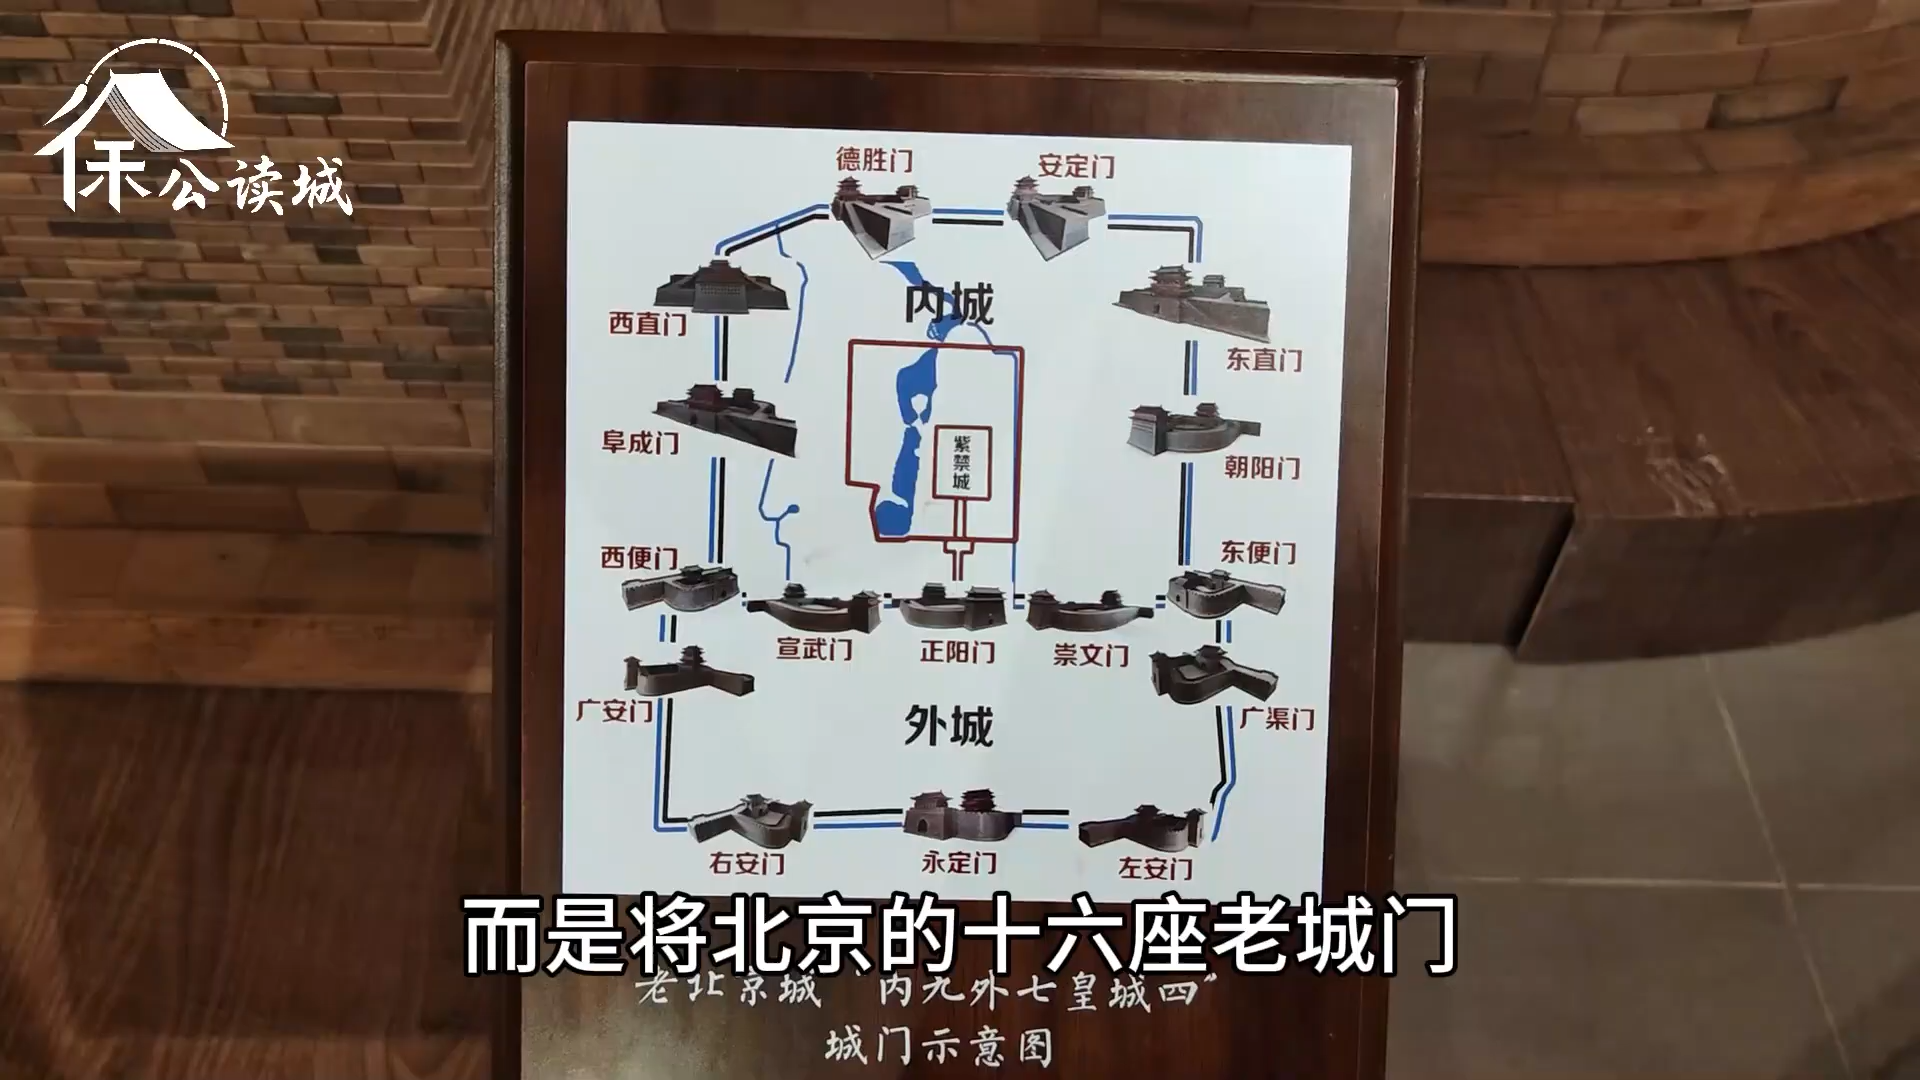 保公读城
德胜门
安定门
内城
西直门
东直门
阜成门
紫禁城
朝阳门
西便门
东便门
宣武门
正阳门
崇文门
广安门
外城
广渠门
右安门
永定门
左安门
而是将北京的十六座老城门
老北京城“内九外七皇城四”
城门示意图